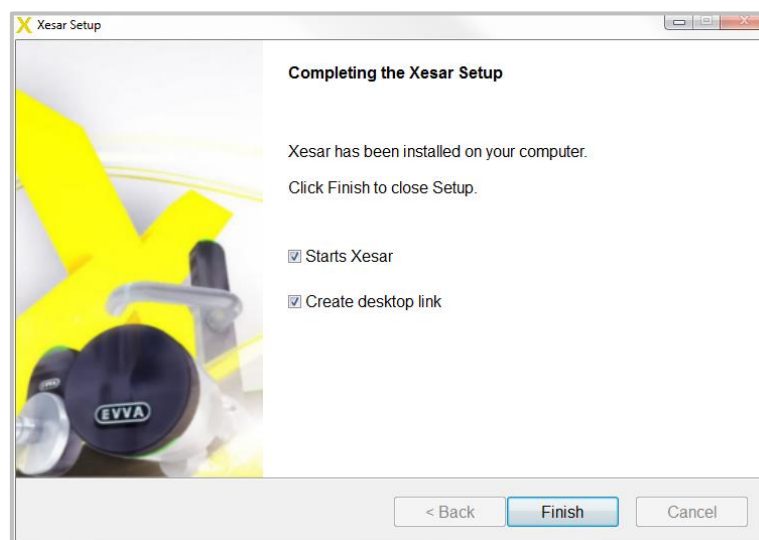 Xesar Setup
Completing the Xesar Setup
Xesar has been installed on your computer.
Click Finish to close Setup.
Starts Xesar
Create desktop link
EVVA
< Back
Finish
Cancel